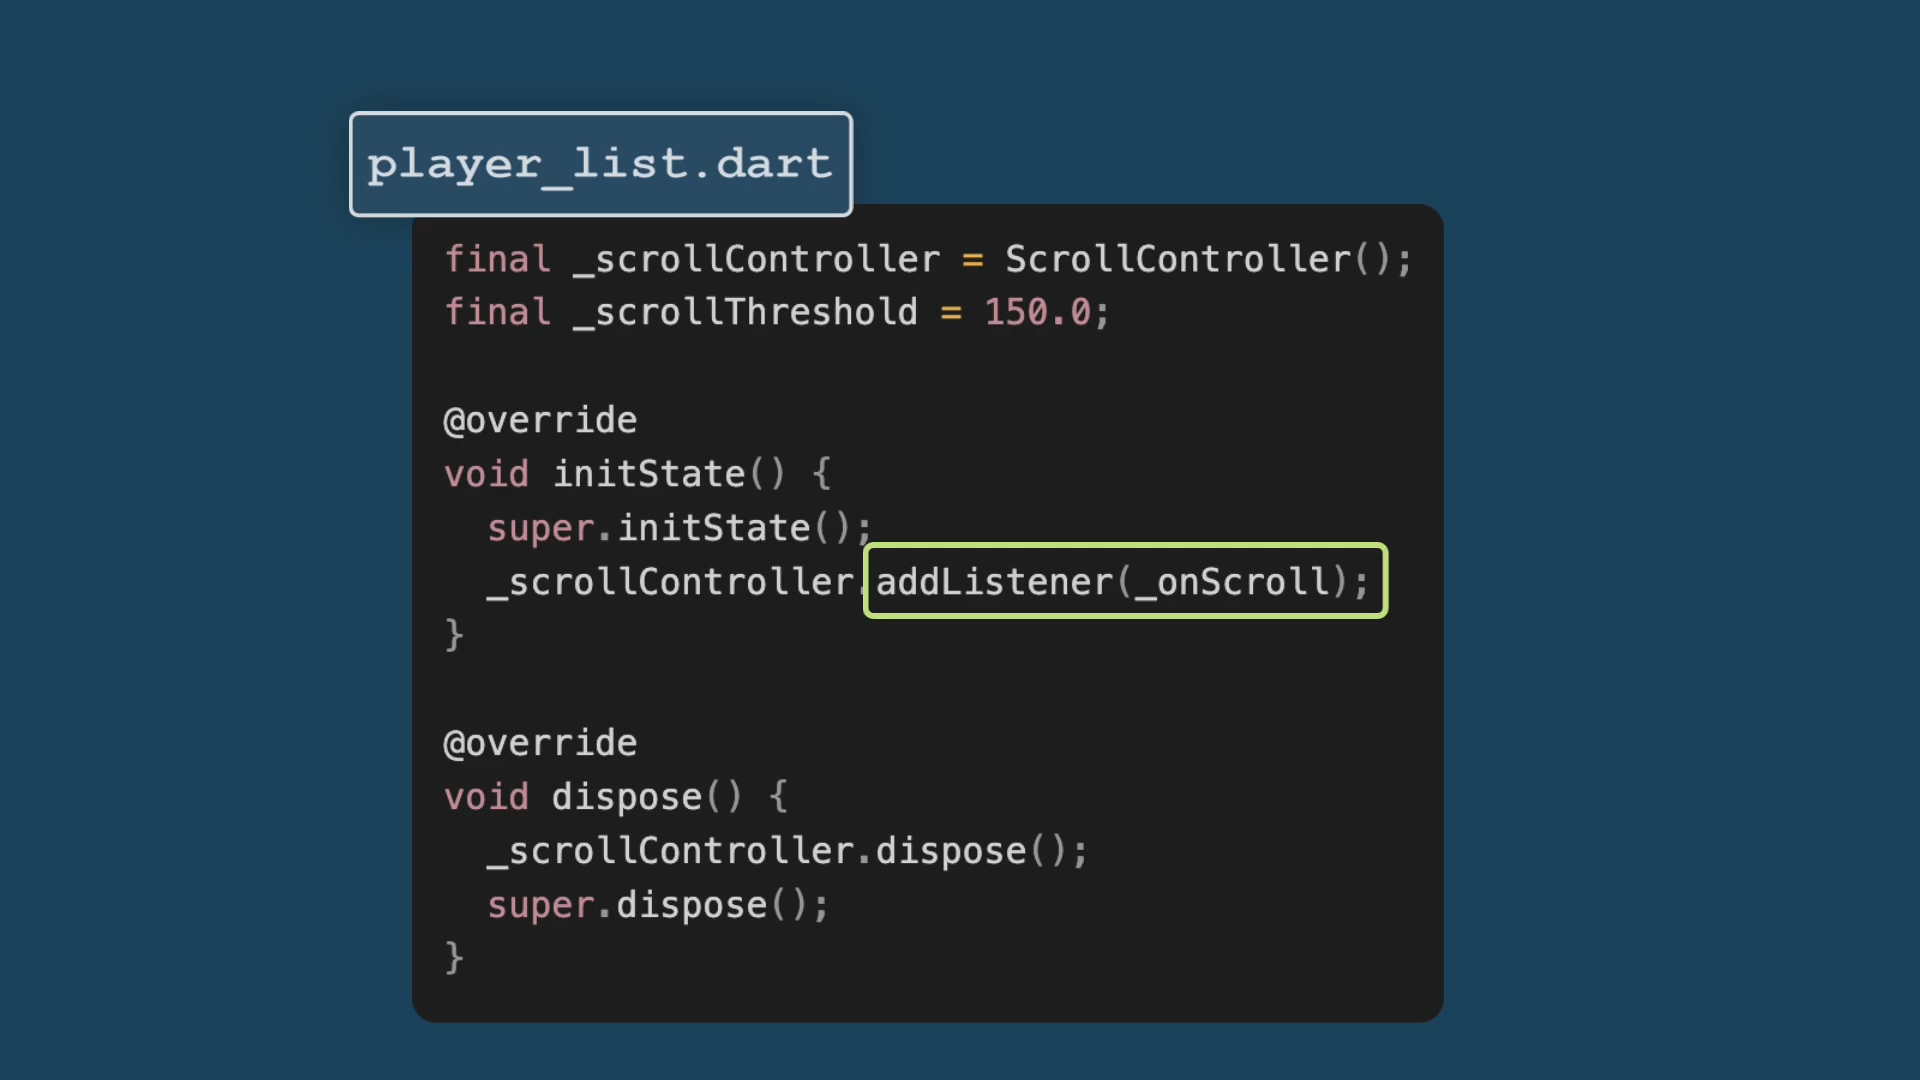 player_list.dart
final _scrollController = ScrollController();
final _scrollThreshold = 150.0;
@override
void initState() {
  super.initState();
  _scrollController.addListener(_onScroll);
}
@override
void dispose() {
  _scrollController.dispose();
  super.dispose();
}